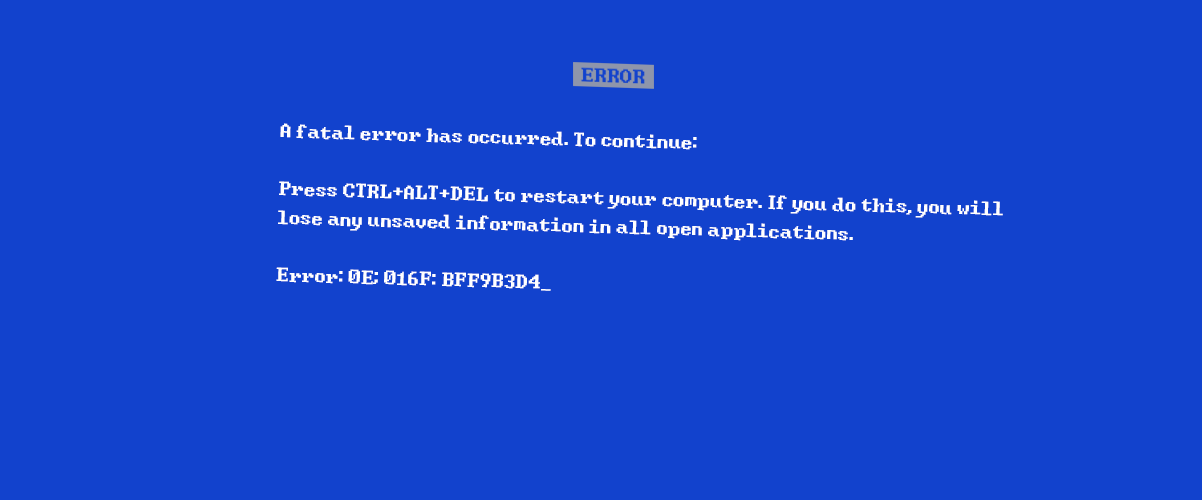 ERROR
A fatal error has occurred. To continue:
Press CTRL+ALT+DEL to restart your computer. If you do this, you will
lose any unsaved information in all open applications.
Error: 0E; 016F: BFF9B3D4_